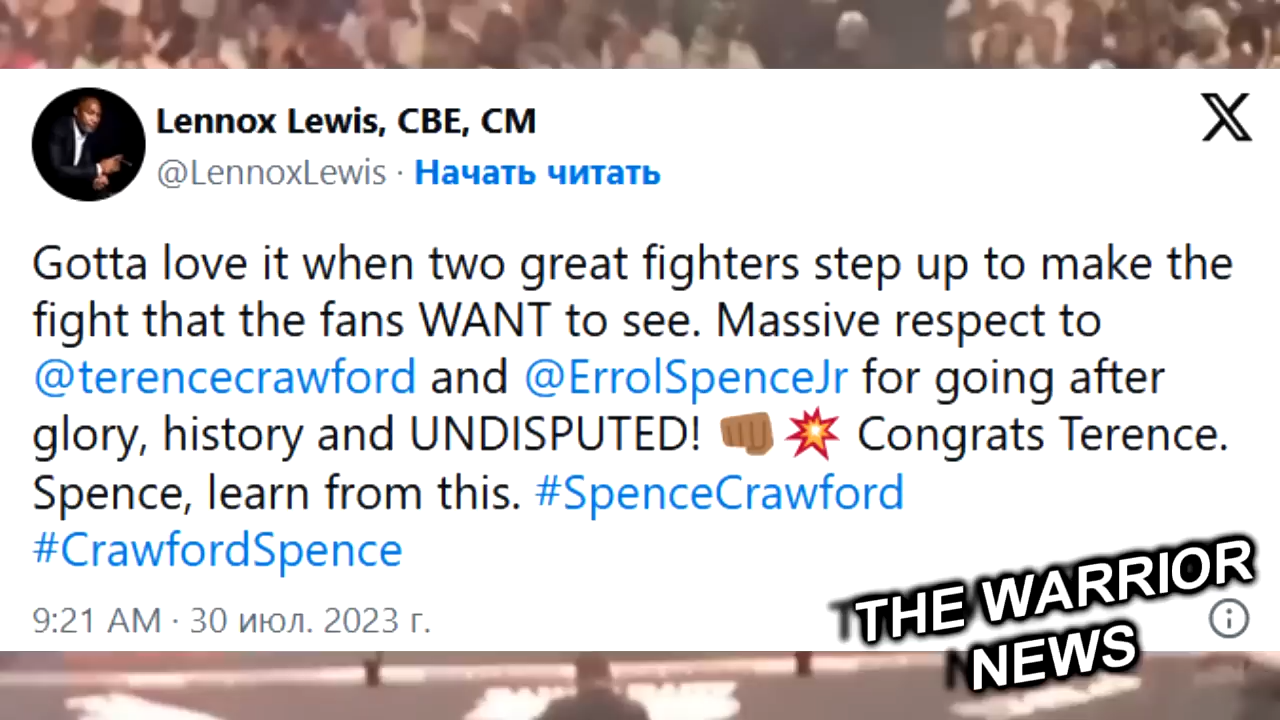 Lennox Lewis, CBE, CM
@LennoxLewis · Начать читать
Gotta love it when two great fighters step up to make the
fight that the fans WANT to see. Massive respect to
@terencecrawford and @ErrolSpenceJr for going after
glory, history and UNDISPUTED! 👊🏾💥 Congrats Terence.
Spence, learn from this. #SpenceCrawford
#CrawfordSpence
9:21 AM · 30 июл. 2023 г.
THE WARRIOR
NEWS